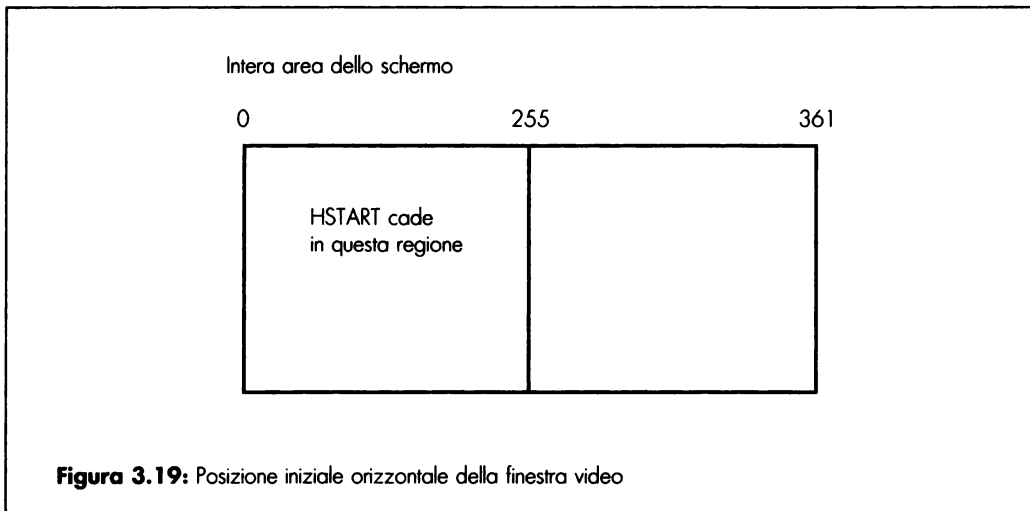 Intera area dello schermo
0 255 361
HSTART cade
in questa regione
Figura 3.19: Posizione iniziale orizzontale della finestra video